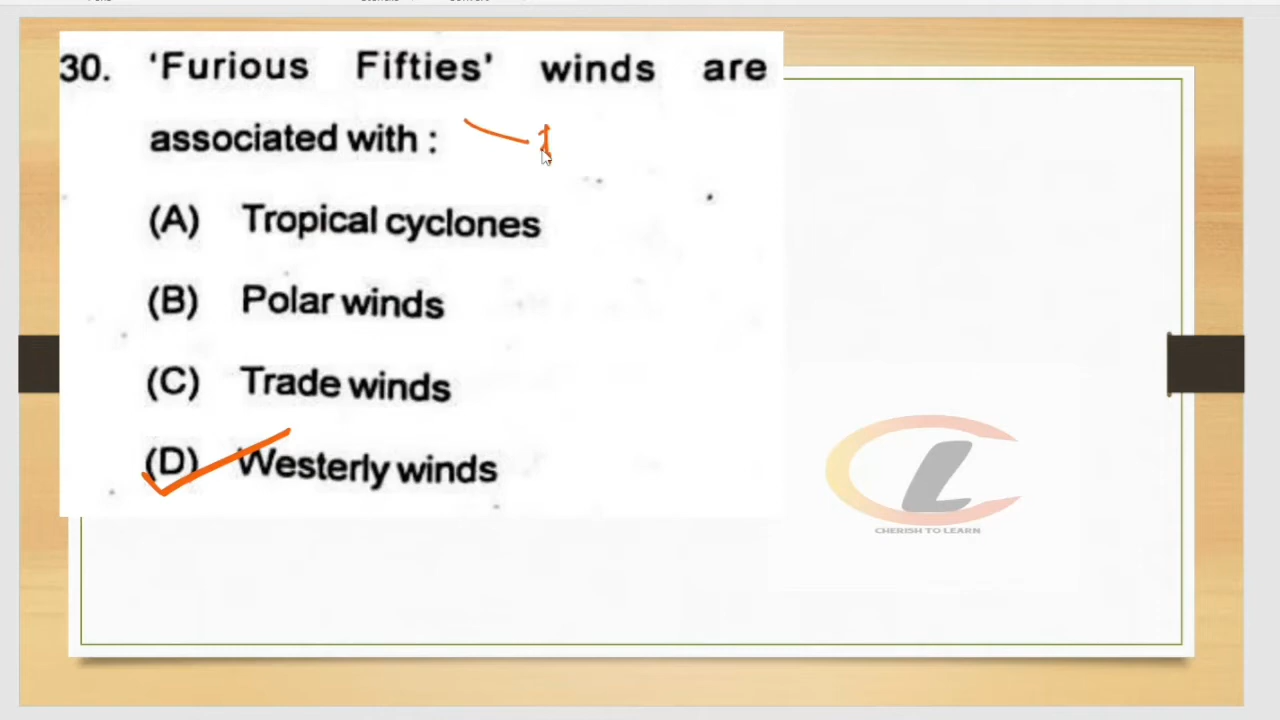 30. 'Furious Fifties' winds are
associated with :
(A) Tropical cyclones
(B) Polar winds
(C) Trade winds
(D) Westerly winds
CHERISH TO LEARN